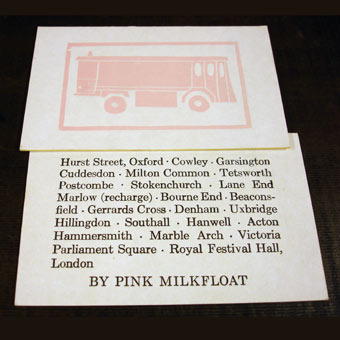 Hurst Street, Oxford · Cowley · Garsington
Cuddesdon · Milton Common · Tetsworth
Postcombe · Stokenchurch · Lane End
Marlow (recharge) · Bourne End · Beacons-
field · Gerrards Cross · Denham · Uxbridge
Hillingdon · Southall · Hanwell · Acton
Hammersmith · Marble Arch · Victoria
Parliament Square · Royal Festival Hall,
London
BY PINK MILKFLOAT